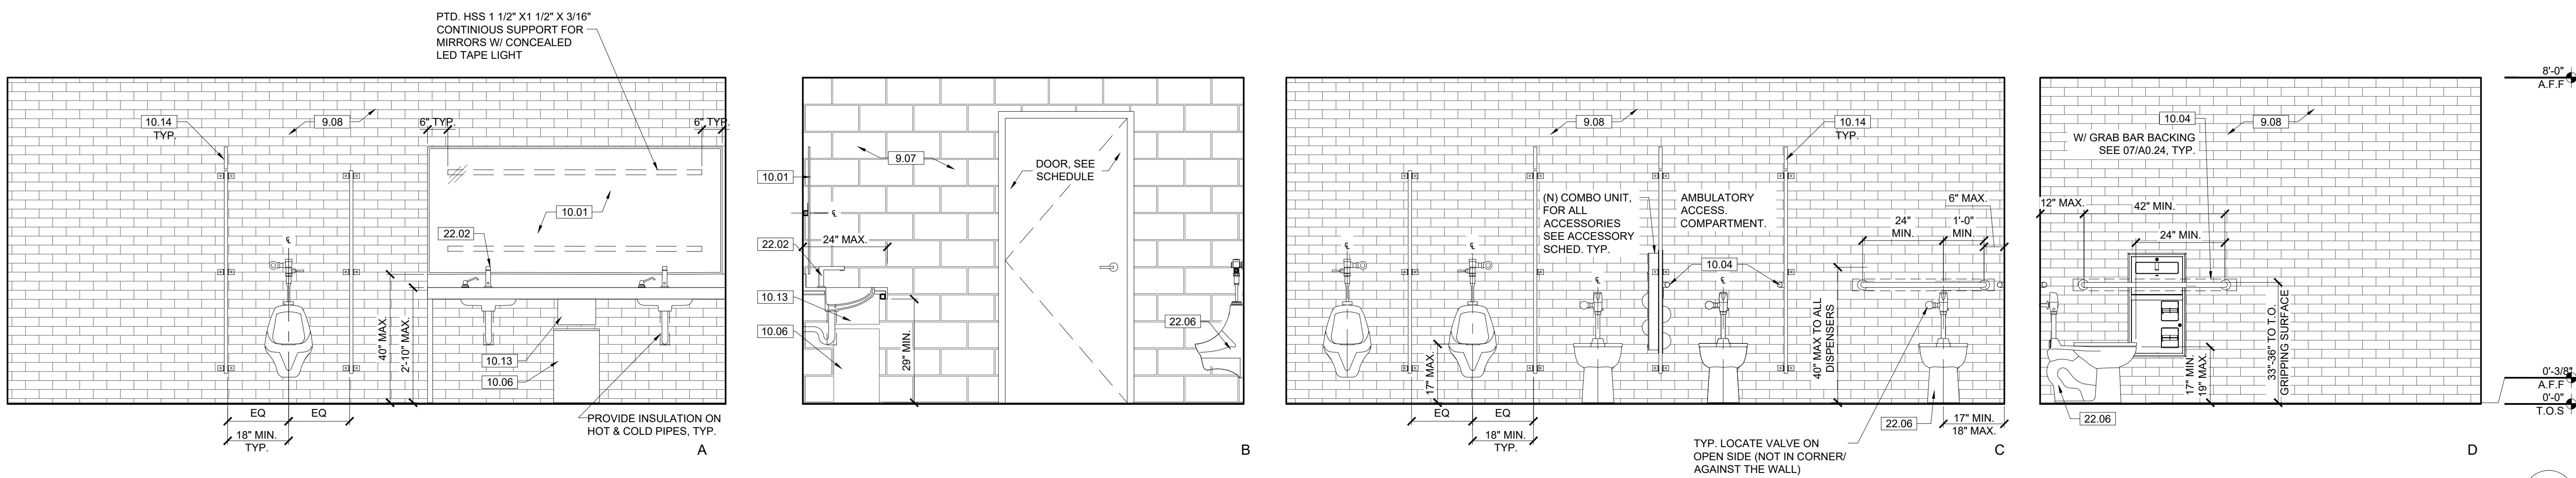 PTD. HSS 1 1/2" X1 1/2" X 3/16"
CONTINIOUS SUPPORT FOR
MIRRORS W/ CONCEALED
LED TAPE LIGHT
10.14
TYP.
9.08
6" TYP.
6" TYP.
10.01
22.02
℄
40" MAX.
2'-10" MAX.
10.13
10.06
EQ
EQ
18" MIN.
TYP.
PROVIDE INSULATION ON
HOT & COLD PIPES, TYP.
A
10.01
9.07
DOOR, SEE
SCHEDULE
℄
22.02
24" MAX.
10.13
10.06
29" MIN.
22.06
B
9.08
10.14
TYP.
(N) COMBO UNIT,
FOR ALL
ACCESSORIES
SEE ACCESSORY
SCHED. TYP.
AMBULATORY
ACCESS.
COMPARTMENT.
6" MAX.
24"
MIN.
1'-0"
MIN.
℄
℄
℄
℄
10.04
17" MAX.
40" MAX TO ALL
DISPENSERS
EQ
EQ
18" MIN.
TYP.
22.06
17" MIN.
18" MAX.
TYP. LOCATE VALVE ON
OPEN SIDE (NOT IN CORNER/
AGAINST THE WALL)
C
10.04
9.08
W/ GRAB BAR BACKING
SEE 07/A0.24, TYP.
12" MAX.
42" MIN.
24" MIN.
17" MIN.
19" MAX.
33"-36" TO T.O.
GRIPPING SURFACE
22.06
D
8'-0"
A.F.F
0'-3/8"
A.F.F
0'-0"
T.O.S